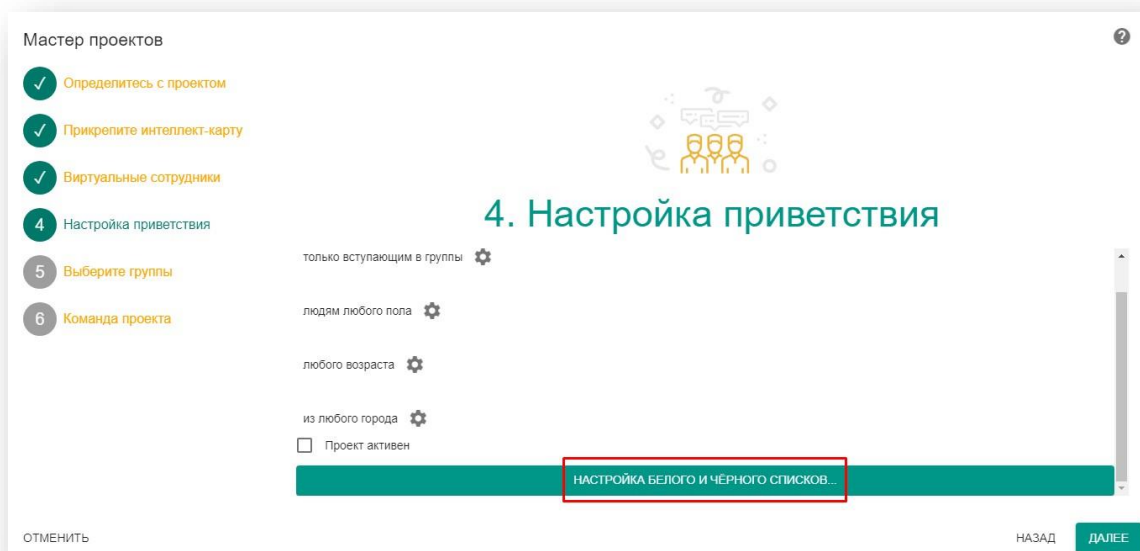 Мастер проектов
Определитесь с проектом
Прикрепите интеллект-карту
Виртуальные сотрудники
4 Настройка приветствия
5 Выберите группы
6 Команда проекта
4. Настройка приветствия
только вступающим в группы
людям любого пола
любого возраста
из любого города
Проект активен
НАСТРОЙКА БЕЛОГО И ЧЁРНОГО СПИСКОВ...
ОТМЕНИТЬ
НАЗАД
ДАЛЕЕ